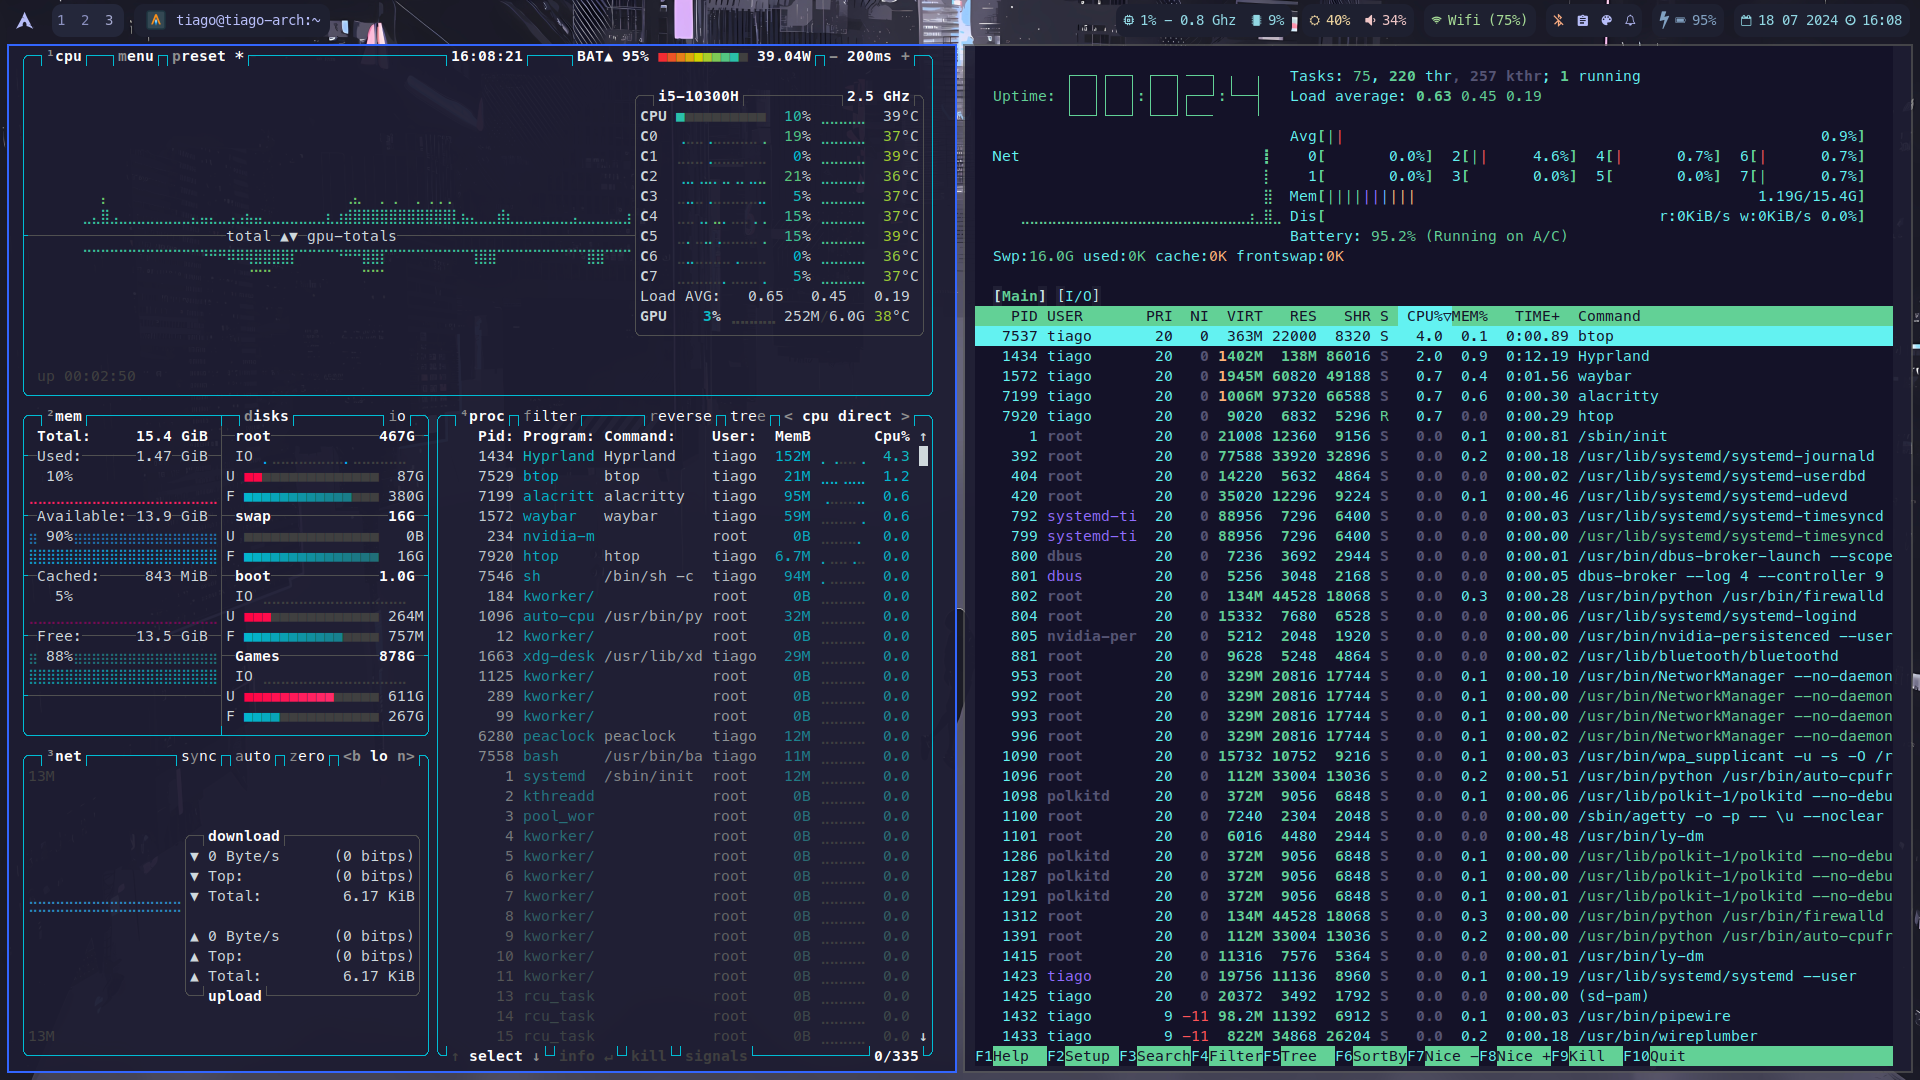 1 2 3 tiago@tiago-arch:~ 1% – 0.8 Ghz 9% 40% 34% Wifi (75%) 95% 18 07 2024 16:08
¹cpu menu preset * 16:08:21 BAT▲ 95% 39.04W − 200ms +
i5-10300H 2.5 GHz
CPU 10% 39°C
C0 19% 37°C
C1 0% 39°C
C2 21% 36°C
C3 5% 37°C
C4 15% 37°C
C5 15% 39°C
C6 0% 36°C
C7 5% 37°C
Load AVG: 0.65 0.45 0.19
GPU 3% 252M/6.0G 38°C
total ▲▼ gpu-totals
up 00:02:50
²mem disks io
Total: 15.4 GiB
Used: 1.47 GiB
10%
Available: 13.9 GiB
90%
Cached: 843 MiB
5%
Free: 13.5 GiB
88%
root 467G
IO
U 87G
F 380G
swap 16G
U 0B
F 16G
boot 1.0G
IO
U 264M
F 757M
Games 878G
IO
U 611G
F 267G
³net sync auto zero <b lo n>
13M
download
▼ 0 Byte/s (0 bitps)
▼ Top: (0 bitps)
▼ Total: 6.17 KiB
▲ 0 Byte/s (0 bitps)
▲ Top: (0 bitps)
▲ Total: 6.17 KiB
upload
13M
⁴proc filter reverse tree < cpu direct >
Pid: Program: Command: User: MemB Cpu% ↑
1434 Hyprland Hyprland tiago 152M 4.3
7529 btop btop tiago 21M 1.2
7199 alacritt alacritty tiago 95M 0.6
1572 waybar waybar tiago 59M 0.6
234 nvidia-m root 0B 0.0
7920 htop htop tiago 6.7M 0.0
7546 sh /bin/sh -c tiago 94M 0.0
184 kworker/ root 0B 0.0
1096 auto-cpu /usr/bin/py root 32M 0.0
12 kworker/ root 0B 0.0
1663 xdg-desk /usr/lib/xd tiago 29M 0.0
1125 kworker/ root 0B 0.0
289 kworker/ root 0B 0.0
99 kworker/ root 0B 0.0
6280 peaclock peaclock tiago 12M 0.0
7558 bash /usr/bin/ba tiago 11M 0.0
1 systemd /sbin/init root 12M 0.0
2 kthreadd root 0B 0.0
3 pool_wor root 0B 0.0
4 kworker/ root 0B 0.0
5 kworker/ root 0B 0.0
6 kworker/ root 0B 0.0
7 kworker/ root 0B 0.0
8 kworker/ root 0B 0.0
9 kworker/ root 0B 0.0
10 kworker/ root 0B 0.0
11 kworker/ root 0B 0.0
13 rcu_task root 0B 0.0
14 rcu_task root 0B 0.0
15 rcu_task root 0B 0.0 ↓
↑ select ↓ info ↵ kill signals 0/335
Uptime: 00:02:4
Tasks: 75, 220 thr, 257 kthr; 1 running
Load average: 0.63 0.45 0.19
Avg[|| 0.9%]
Net
0[ 0.0%] 2[|| 4.6%] 4[| 0.7%] 6[| 0.7%]
1[ 0.0%] 3[ 0.0%] 5[ 0.0%] 7[| 0.7%]
Mem[|||||||||| 1.19G/15.4G]
Dis[ r:0KiB/s w:0KiB/s 0.0%]
Battery: 95.2% (Running on A/C)
Swp:16.0G used:0K cache:0K frontswap:0K
[Main] [I/O]
PID USER PRI NI VIRT RES SHR S CPU%▽MEM% TIME+ Command
7537 tiago 20 0 363M 22000 8320 S 4.0 0.1 0:00.89 btop
1434 tiago 20 0 1402M 138M 86016 S 2.0 0.9 0:12.19 Hyprland
1572 tiago 20 0 1945M 60820 49188 S 0.7 0.4 0:01.56 waybar
7199 tiago 20 0 1006M 97320 66588 S 0.7 0.6 0:00.30 alacritty
7920 tiago 20 0 9020 6832 5296 R 0.7 0.0 0:00.29 htop
1 root 20 0 21008 12360 9156 S 0.0 0.1 0:00.81 /sbin/init
392 root 20 0 77588 33920 32896 S 0.0 0.2 0:00.18 /usr/lib/systemd/systemd-journald
404 root 20 0 14220 5632 4864 S 0.0 0.0 0:00.02 /usr/lib/systemd/systemd-userdbd
420 root 20 0 35020 12296 9224 S 0.0 0.1 0:00.46 /usr/lib/systemd/systemd-udevd
792 systemd-ti 20 0 88956 7296 6400 S 0.0 0.0 0:00.03 /usr/lib/systemd/systemd-timesyncd
799 systemd-ti 20 0 88956 7296 6400 S 0.0 0.0 0:00.00 /usr/lib/systemd/systemd-timesyncd
800 dbus 20 0 7236 3692 2944 S 0.0 0.0 0:00.01 /usr/bin/dbus-broker-launch --scope
801 dbus 20 0 5256 3048 2168 S 0.0 0.0 0:00.05 dbus-broker --log 4 --controller 9
802 root 20 0 134M 44528 18068 S 0.0 0.3 0:00.28 /usr/bin/python /usr/bin/firewalld
804 root 20 0 15332 7680 6528 S 0.0 0.0 0:00.06 /usr/lib/systemd/systemd-logind
805 nvidia-per 20 0 5212 2048 1920 S 0.0 0.0 0:00.00 /usr/bin/nvidia-persistenced --user
881 root 20 0 9628 5248 4864 S 0.0 0.0 0:00.02 /usr/lib/bluetooth/bluetoothd
953 root 20 0 329M 20816 17744 S 0.0 0.1 0:00.10 /usr/bin/NetworkManager --no-daemon
992 root 20 0 329M 20816 17744 S 0.0 0.1 0:00.00 /usr/bin/NetworkManager --no-daemon
993 root 20 0 329M 20816 17744 S 0.0 0.1 0:00.00 /usr/bin/NetworkManager --no-daemon
996 root 20 0 329M 20816 17744 S 0.0 0.1 0:00.02 /usr/bin/NetworkManager --no-daemon
1090 root 20 0 15732 10752 9216 S 0.0 0.1 0:00.03 /usr/bin/wpa_supplicant -u -s -O /r
1096 root 20 0 112M 33004 13036 S 0.0 0.2 0:00.51 /usr/bin/python /usr/bin/auto-cpufr
1098 polkitd 20 0 372M 9056 6848 S 0.0 0.1 0:00.06 /usr/lib/polkit-1/polkitd --no-debu
1100 root 20 0 7240 2304 2048 S 0.0 0.0 0:00.00 /sbin/agetty -o -p -- \u --noclear
1101 root 20 0 6016 4480 2944 S 0.0 0.0 0:00.48 /usr/bin/ly-dm
1286 polkitd 20 0 372M 9056 6848 S 0.0 0.1 0:00.00 /usr/lib/polkit-1/polkitd --no-debu
1287 polkitd 20 0 372M 9056 6848 S 0.0 0.1 0:00.00 /usr/lib/polkit-1/polkitd --no-debu
1291 polkitd 20 0 372M 9056 6848 S 0.0 0.1 0:00.01 /usr/lib/polkit-1/polkitd --no-debu
1312 root 20 0 134M 44528 18068 S 0.0 0.3 0:00.00 /usr/bin/python /usr/bin/firewalld
1391 root 20 0 112M 33004 13036 S 0.0 0.2 0:00.00 /usr/bin/python /usr/bin/auto-cpufr
1415 root 20 0 11316 7576 5364 S 0.0 0.0 0:00.01 /usr/bin/ly-dm
1423 tiago 20 0 19756 11136 8960 S 0.0 0.1 0:00.19 /usr/lib/systemd/systemd --user
1425 tiago 20 0 20372 3492 1792 S 0.0 0.0 0:00.00 (sd-pam)
1432 tiago 9 -11 98.2M 11392 6912 S 0.0 0.1 0:00.03 /usr/bin/pipewire
1433 tiago 9 -11 822M 34868 26204 S 0.0 0.2 0:00.18 /usr/bin/wireplumber
F1Help F2Setup F3SearchF4FilterF5Tree F6SortByF7Nice -F8Nice +F9Kill F10Quit